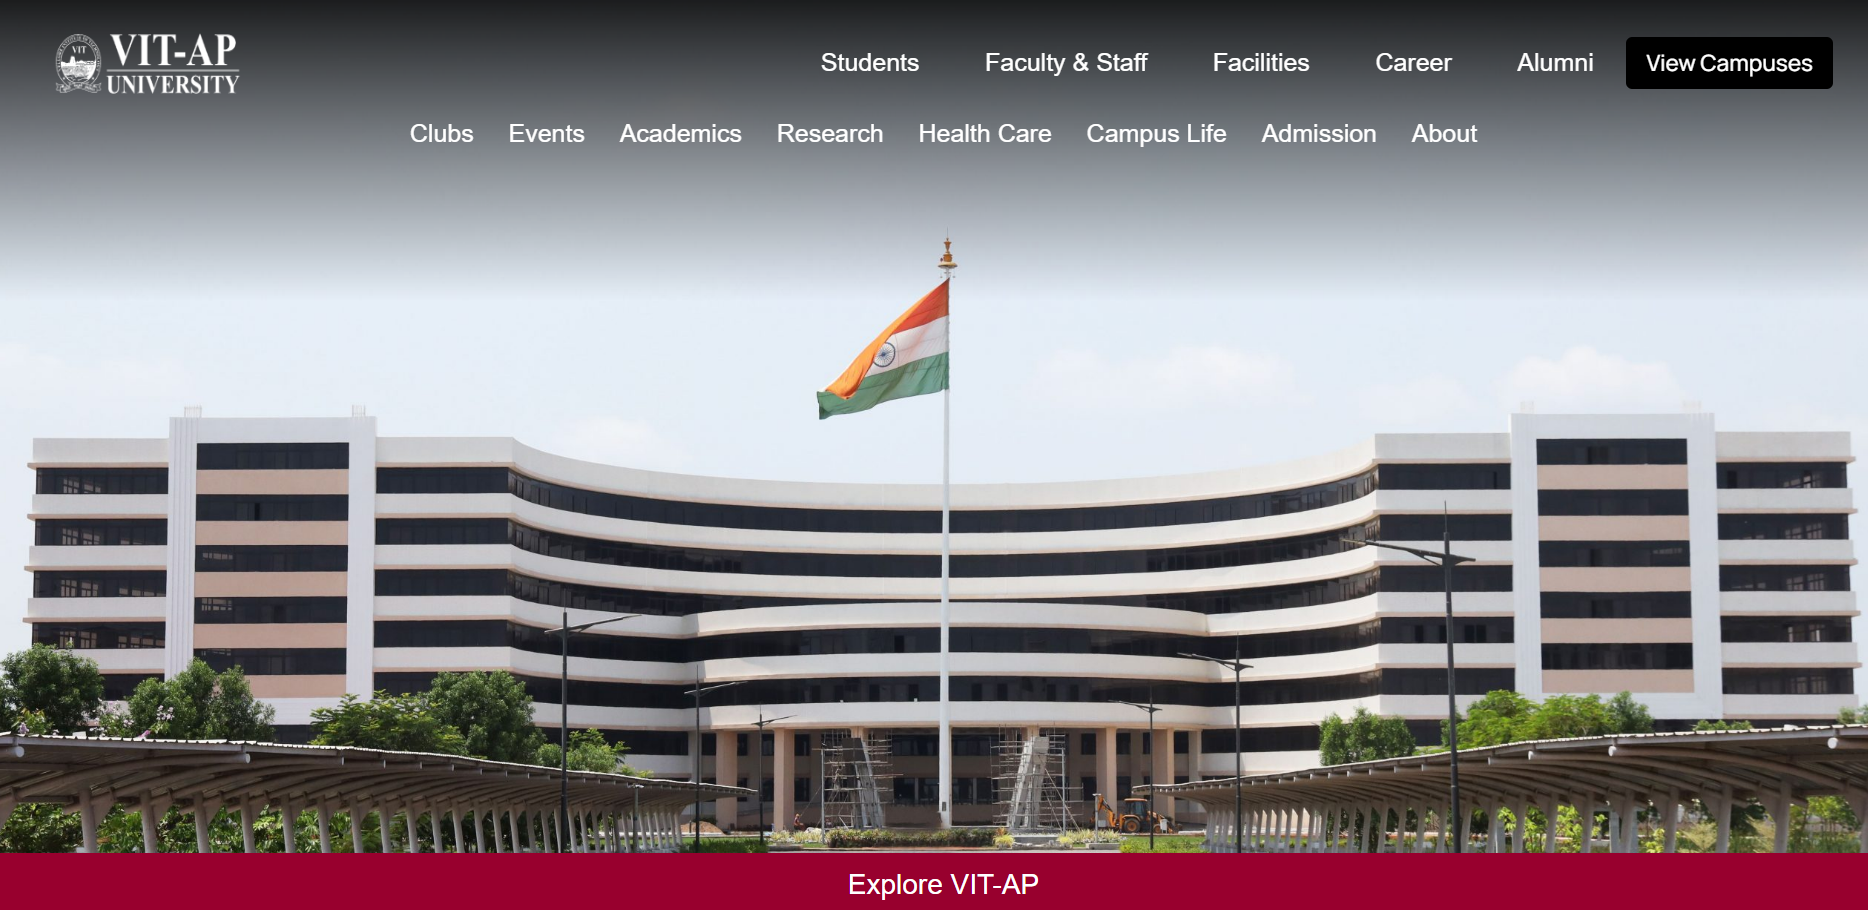 VIT
VIT-AP
UNIVERSITY
Students Faculty & Staff Facilities Career Alumni View Campuses
Clubs Events Academics Research Health Care Campus Life Admission About
Explore VIT-AP